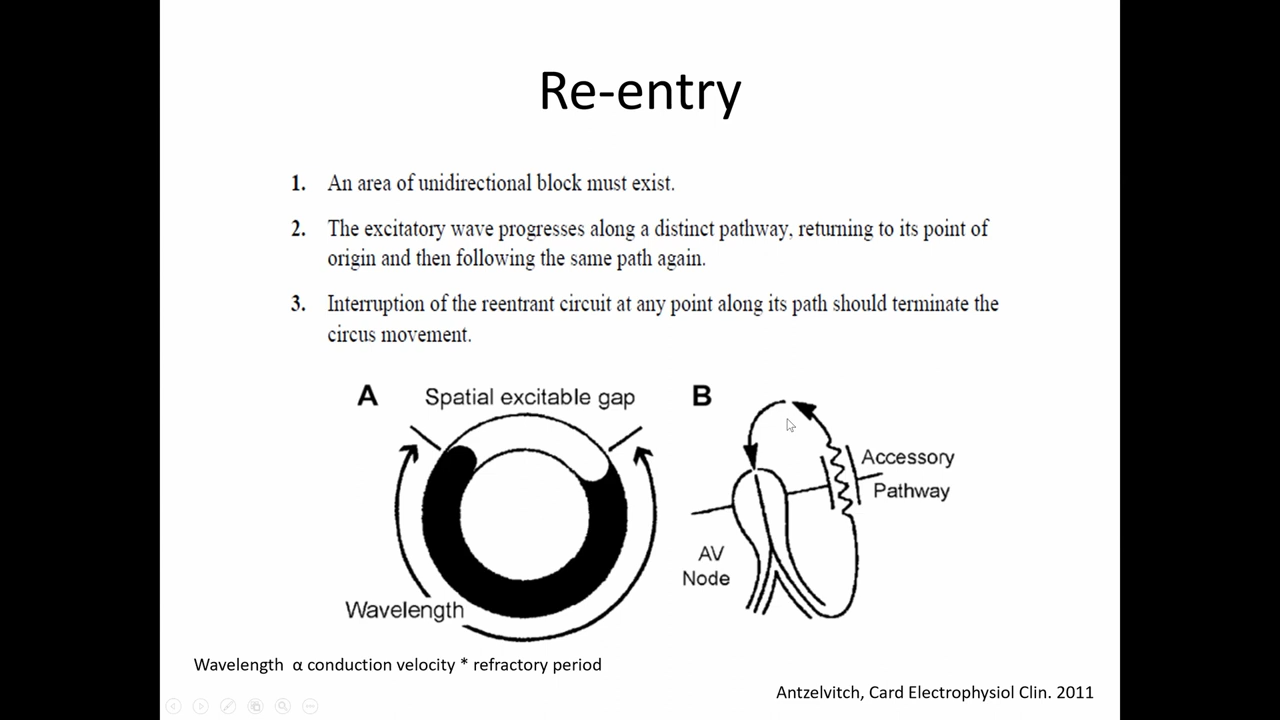 Re-entry
1. An area of unidirectional block must exist.
2. The excitatory wave progresses along a distinct pathway, returning to its point of
origin and then following the same path again.
3. Interruption of the reentrant circuit at any point along its path should terminate the
circus movement.
A
Spatial excitable gap
Wavelength
B
Accessory
Pathway
AV
Node
Wavelength α conduction velocity * refractory period
Antzelvitch, Card Electrophysiol Clin. 2011